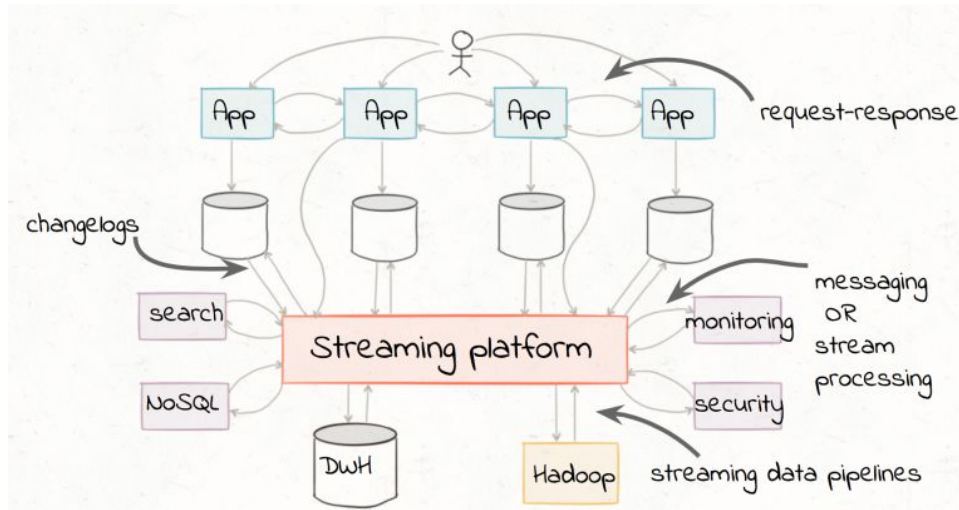 App
App
App
App
request-response
changelogs
search
messaging
OR
stream
processing
monitoring
Streaming platform
NoSQL
security
DWH
Hadoop
streaming data pipelines